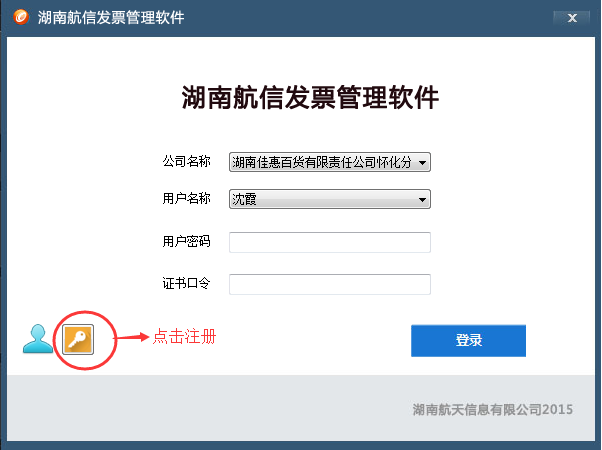 湖南航信发票管理软件
X
湖南航信发票管理软件
公司名称 湖南佳惠百货有限责任公司怀化分
用户名称 沈霞
用户密码
证书口令
点击注册
登录
湖南航天信息有限公司2015